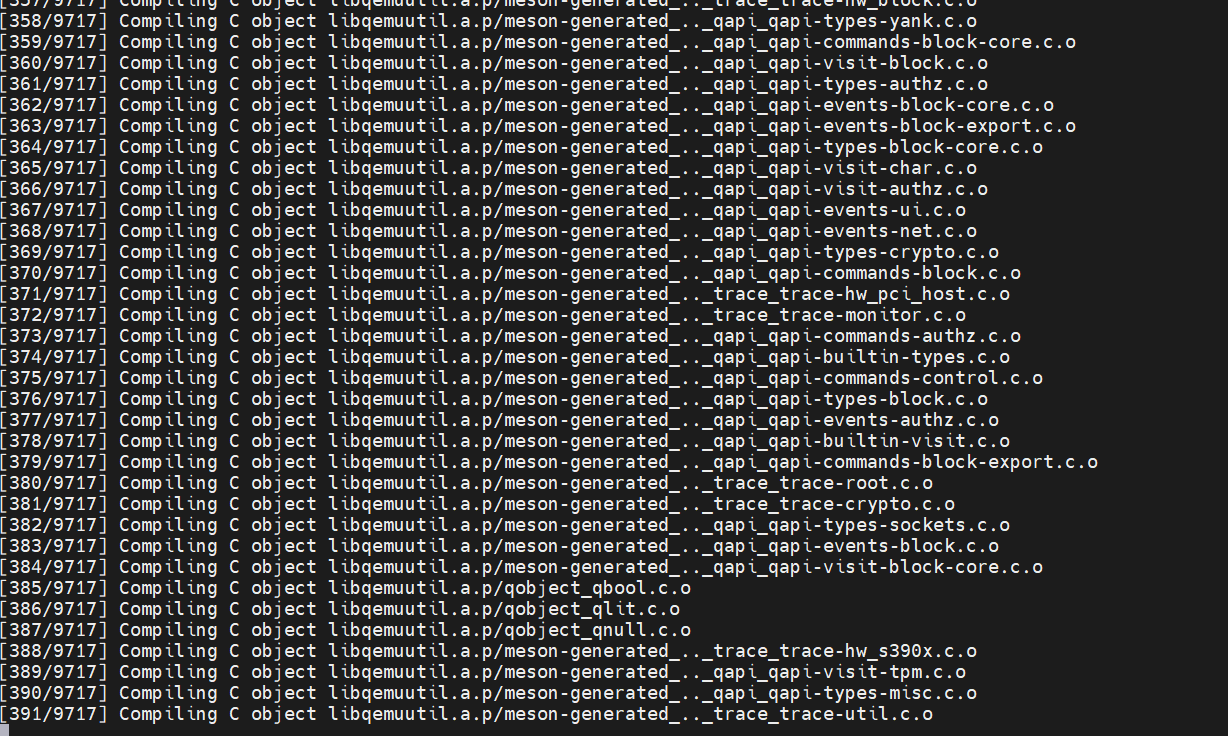 [357/9717] Compiling C object libqemuutil.a.p/meson-generated_.._trace_trace-hw_block.c.o
[358/9717] Compiling C object libqemuutil.a.p/meson-generated_.._qapi_qapi-types-yank.c.o
[359/9717] Compiling C object libqemuutil.a.p/meson-generated_.._qapi_qapi-commands-block-core.c.o
[360/9717] Compiling C object libqemuutil.a.p/meson-generated_.._qapi_qapi-visit-block.c.o
[361/9717] Compiling C object libqemuutil.a.p/meson-generated_.._qapi_qapi-types-authz.c.o
[362/9717] Compiling C object libqemuutil.a.p/meson-generated_.._qapi_qapi-events-block-core.c.o
[363/9717] Compiling C object libqemuutil.a.p/meson-generated_.._qapi_qapi-events-block-export.c.o
[364/9717] Compiling C object libqemuutil.a.p/meson-generated_.._qapi_qapi-types-block-core.c.o
[365/9717] Compiling C object libqemuutil.a.p/meson-generated_.._qapi_qapi-visit-char.c.o
[366/9717] Compiling C object libqemuutil.a.p/meson-generated_.._qapi_qapi-visit-authz.c.o
[367/9717] Compiling C object libqemuutil.a.p/meson-generated_.._qapi_qapi-events-ui.c.o
[368/9717] Compiling C object libqemuutil.a.p/meson-generated_.._qapi_qapi-events-net.c.o
[369/9717] Compiling C object libqemuutil.a.p/meson-generated_.._qapi_qapi-types-crypto.c.o
[370/9717] Compiling C object libqemuutil.a.p/meson-generated_.._qapi_qapi-commands-block.c.o
[371/9717] Compiling C object libqemuutil.a.p/meson-generated_.._trace_trace-hw_pci_host.c.o
[372/9717] Compiling C object libqemuutil.a.p/meson-generated_.._trace_trace-monitor.c.o
[373/9717] Compiling C object libqemuutil.a.p/meson-generated_.._qapi_qapi-commands-authz.c.o
[374/9717] Compiling C object libqemuutil.a.p/meson-generated_.._qapi_qapi-builtin-types.c.o
[375/9717] Compiling C object libqemuutil.a.p/meson-generated_.._qapi_qapi-commands-control.c.o
[376/9717] Compiling C object libqemuutil.a.p/meson-generated_.._qapi_qapi-types-block.c.o
[377/9717] Compiling C object libqemuutil.a.p/meson-generated_.._qapi_qapi-events-authz.c.o
[378/9717] Compiling C object libqemuutil.a.p/meson-generated_.._qapi_qapi-builtin-visit.c.o
[379/9717] Compiling C object libqemuutil.a.p/meson-generated_.._qapi_qapi-commands-block-export.c.o
[380/9717] Compiling C object libqemuutil.a.p/meson-generated_.._trace_trace-root.c.o
[381/9717] Compiling C object libqemuutil.a.p/meson-generated_.._trace_trace-crypto.c.o
[382/9717] Compiling C object libqemuutil.a.p/meson-generated_.._qapi_qapi-types-sockets.c.o
[383/9717] Compiling C object libqemuutil.a.p/meson-generated_.._qapi_qapi-events-block.c.o
[384/9717] Compiling C object libqemuutil.a.p/meson-generated_.._qapi_qapi-visit-block-core.c.o
[385/9717] Compiling C object libqemuutil.a.p/qobject_qbool.c.o
[386/9717] Compiling C object libqemuutil.a.p/qobject_qlit.c.o
[387/9717] Compiling C object libqemuutil.a.p/qobject_qnull.c.o
[388/9717] Compiling C object libqemuutil.a.p/meson-generated_.._trace_trace-hw_s390x.c.o
[389/9717] Compiling C object libqemuutil.a.p/meson-generated_.._qapi_qapi-visit-tpm.c.o
[390/9717] Compiling C object libqemuutil.a.p/meson-generated_.._qapi_qapi-types-misc.c.o
[391/9717] Compiling C object libqemuutil.a.p/meson-generated_.._trace_trace-util.c.o